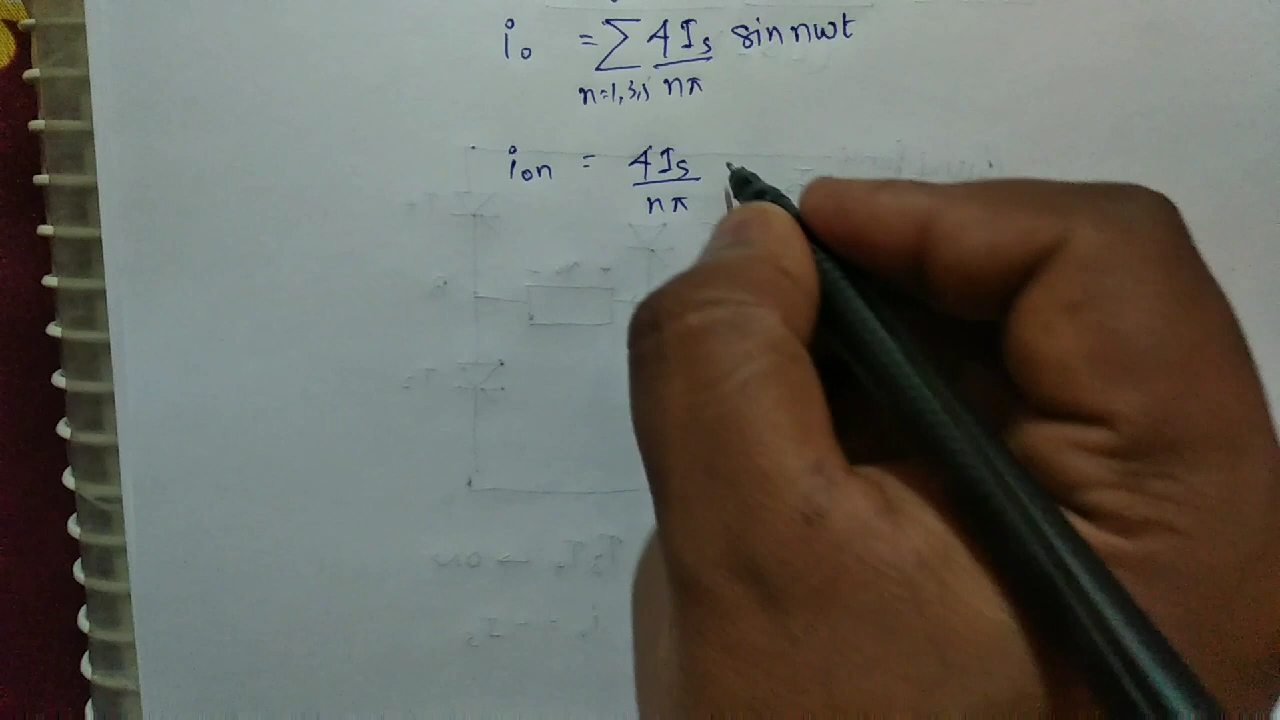 i₀ = ∑ 4Iₛ/nπ sin nωt
n=1,3,5
i₀ₙ = 4Iₛ/nπ